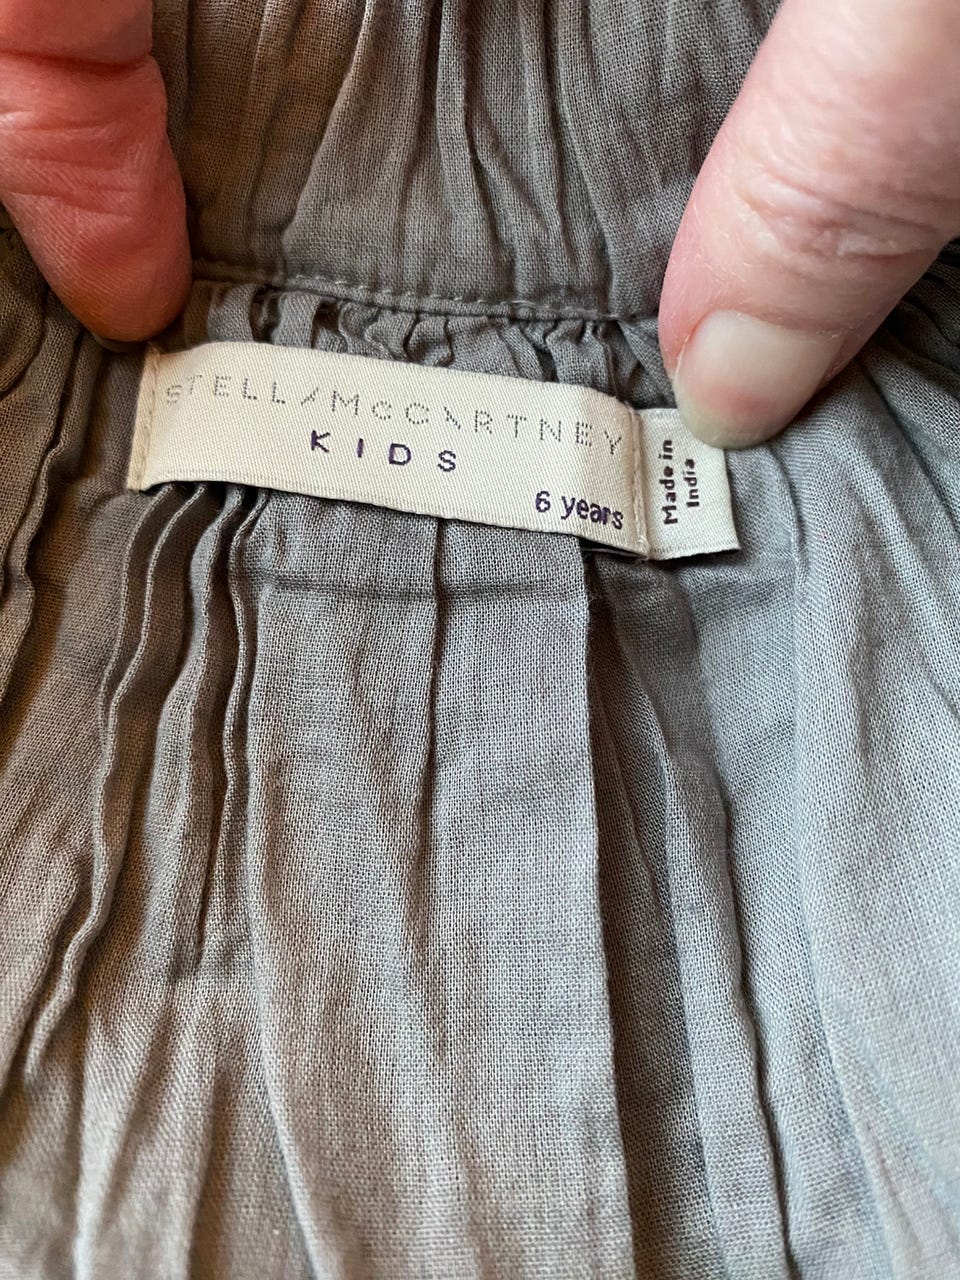 STELLA McCARTNEY
KIDS
6 years
Made in
India